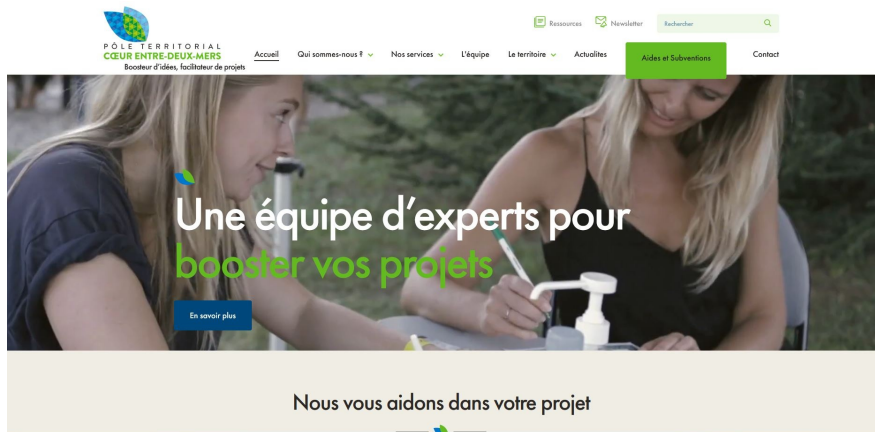 Ressources
Newsletter
Rechercher
PÔLE TERRITORIAL
CŒUR ENTRE-DEUX-MERS
Boosteur d'idées, facilitateur de projets
Accueil
Qui sommes-nous ?
Nos services
L'équipe
Le territoire
Actualites
Aides et Subventions
Contact
Une équipe d'experts pour
booster vos projets
En savoir plus
Nous vous aidons dans votre projet